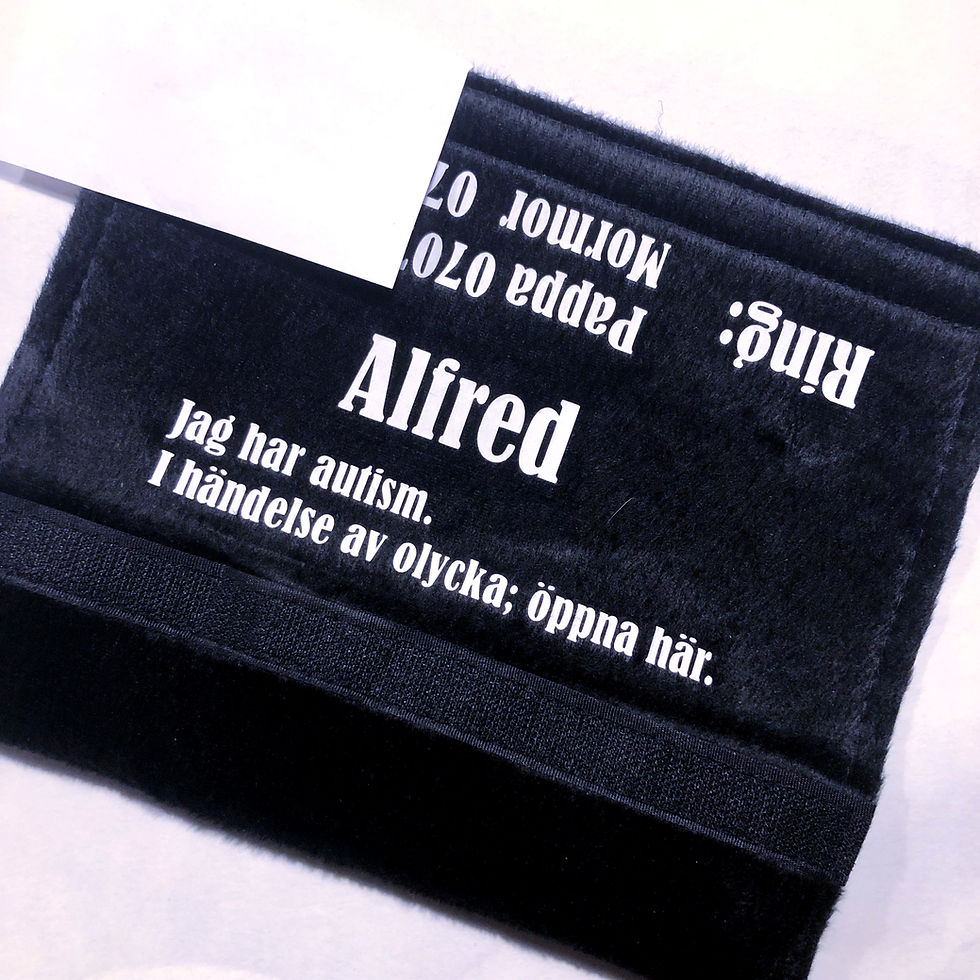 Alfred
Jag har autism.
I händelse av olycka; öppna här.
Ring:
Pappa 070
Mormor 07